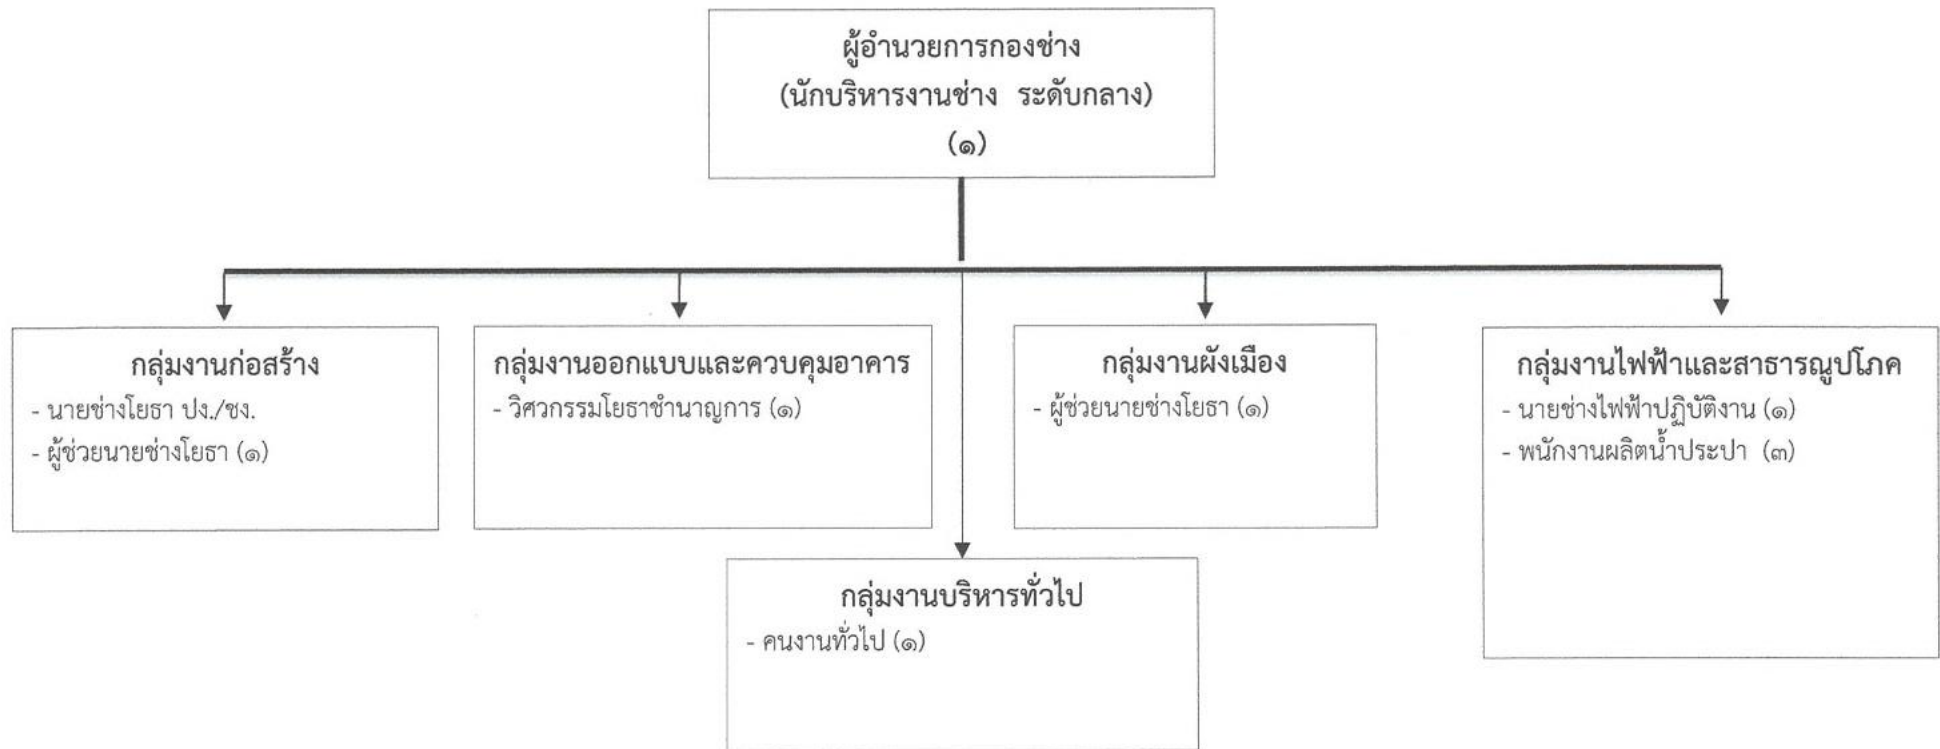 ผู้อำนวยการกองช่าง
(นักบริหารงานช่าง ระดับกลาง)
(๑)
กลุ่มงานก่อสร้าง
- นายช่างโยธา ปง./ชง.
- ผู้ช่วยนายช่างโยธา (๑)
กลุ่มงานออกแบบและควบคุมอาคาร
- วิศวกรรมโยธาชำนาญการ (๑)
กลุ่มงานผังเมือง
- ผู้ช่วยนายช่างโยธา (๑)
กลุ่มงานไฟฟ้าและสาธารณูปโภค
- นายช่างไฟฟ้าปฏิบัติงาน (๑)
- พนักงานผลิตน้ำประปา (๓)
กลุ่มงานบริหารทั่วไป
- คนงานทั่วไป (๑)